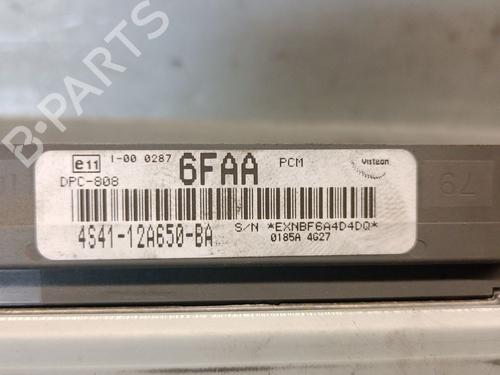 e11 1-00 0287 6FAA PCM Visteon
DPC-808
4S41-12A650-BA S/N *EXNBF6A4D4DQ*
0185A 4G27
B-PARTS